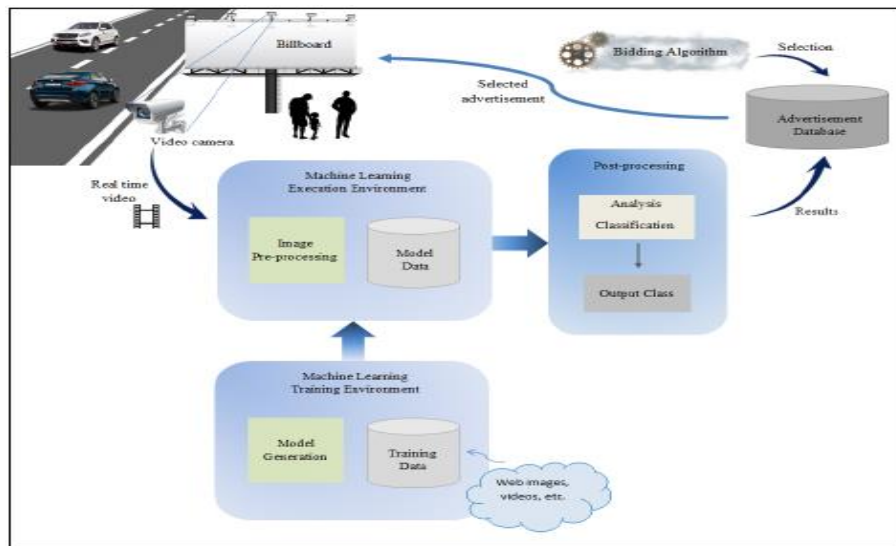 Billboard
Bidding Algorithm
Selection
Selected
advertisement
Advertisement
Database
Video camera
Real time
video
Machine Learning
Execution Environment
Image
Pre-processing
Model
Data
Post-processing
Analysis
Classification
Output Class
Results
Machine Learning
Training Environment
Model
Generation
Training
Data
Web images,
videos, etc.